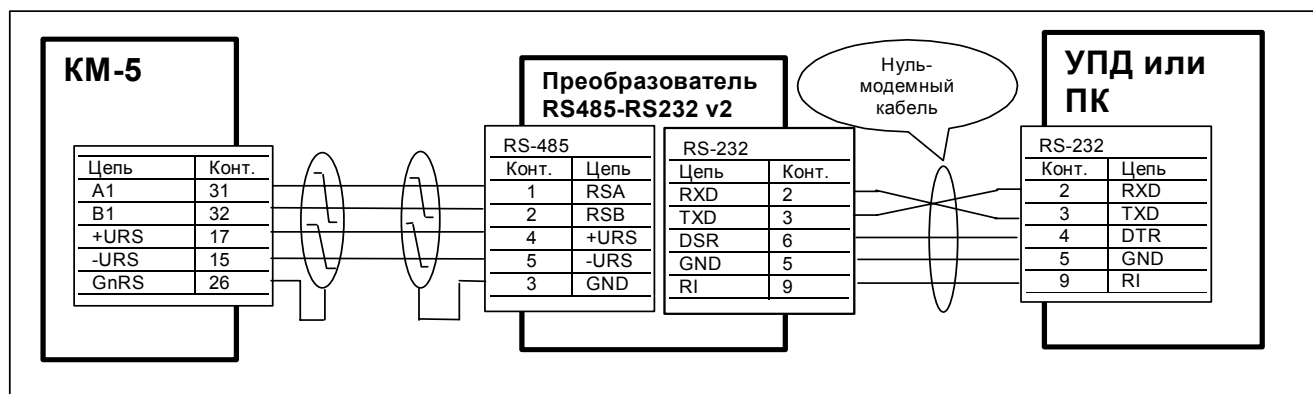 КМ-5
Цепь Конт.
A1 31
B1 32
+URS 17
-URS 15
GnRS 26
Преобразователь
RS485-RS232 v2
RS-485
Конт. Цепь
1 RSA
2 RSB
4 +URS
5 -URS
3 GND
RS-232
Цепь Конт.
RXD 2
TXD 3
DSR 6
GND 5
RI 9
Нуль-
модемный
кабель
УПД или
ПК
RS-232
Конт. Цепь
2 RXD
3 TXD
4 DTR
5 GND
9 RI